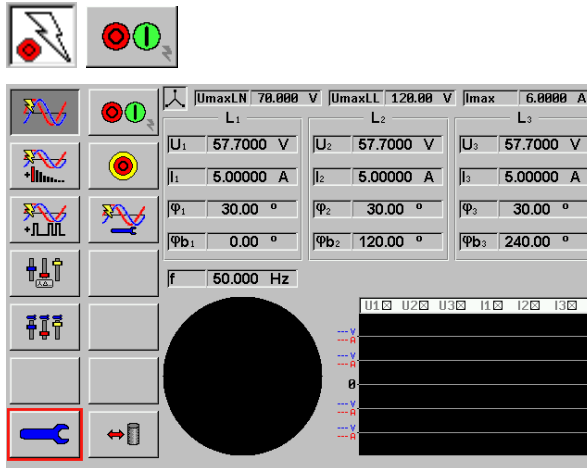 UmaxLN 70.000 V UmaxLL 120.00 V Imax 6.0000 A
L1 L2 L3
U1 57.7000 V U2 57.7000 V U3 57.7000 V
I1 5.00000 A I2 5.00000 A I3 5.00000 A
φ1 30.00 º φ2 30.00 º φ3 30.00 º
φb1 0.00 º φb2 120.00 º φb3 240.00 º
f 50.000 Hz
U1☒ U2☒ U3☒ I1☒ I2☒ I3☒
--- V
--- A
--- V
--- A
0
--- V
--- A
--- V
--- A